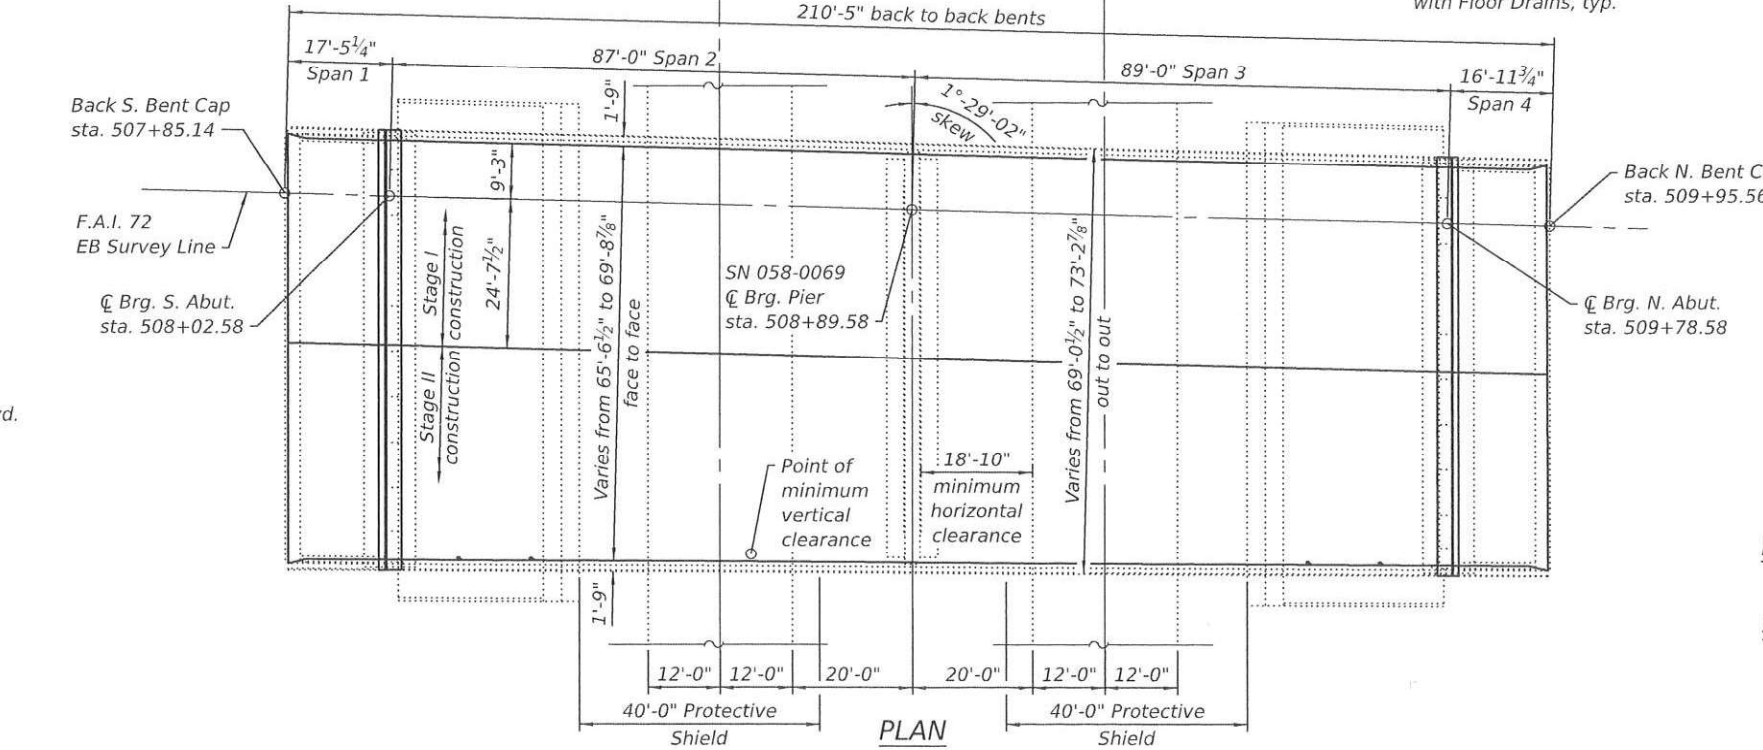 with Floor Drains, typ.
210'-5" back to back bents
17'-5¼"
Span 1
87'-0" Span 2
89'-0" Span 3
16'-11¾"
Span 4
1'-9"
1°-29'-02"
skew
Back S. Bent Cap
sta. 507+85.14
Back N. Bent C
sta. 509+95.56
9'-3"
F.A.I. 72
EB Survey Line
24'-7½"
Stage I
construction
Stage II
construction
Varies from 65'-6½" to 69'-8⅞"
face to face
SN 058-0069
℄ Brg. Pier
sta. 508+89.58
Varies from 69'-0½" to 73'-2⅞"
out to out
℄ Brg. S. Abut.
sta. 508+02.58
℄ Brg. N. Abut.
sta. 509+78.58
vd.
Point of
minimum
vertical
clearance
18'-10"
minimum
horizontal
clearance
1'-9"
12'-0" 12'-0" 20'-0" 20'-0" 12'-0" 12'-0"
40'-0" Protective
Shield
40'-0" Protective
Shield
PLAN